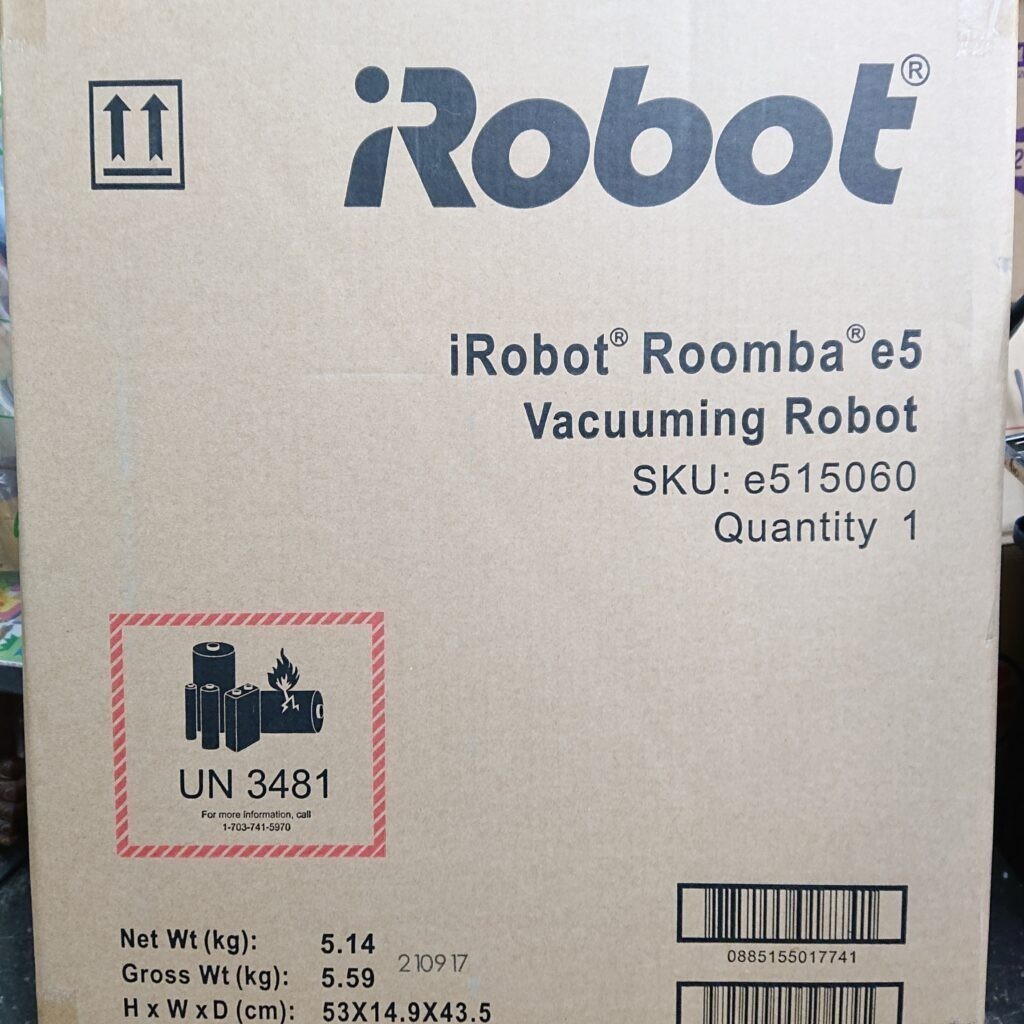 iRobot®
iRobot® Roomba® e5
Vacuuming Robot
SKU: e515060
Quantity 1
UN 3481
For more information, call
1-703-741-5970
0885155017741
Net Wt (kg): 5.14
210917
Gross Wt (kg): 5.59
H x W x D (cm): 53X14.9X43.5